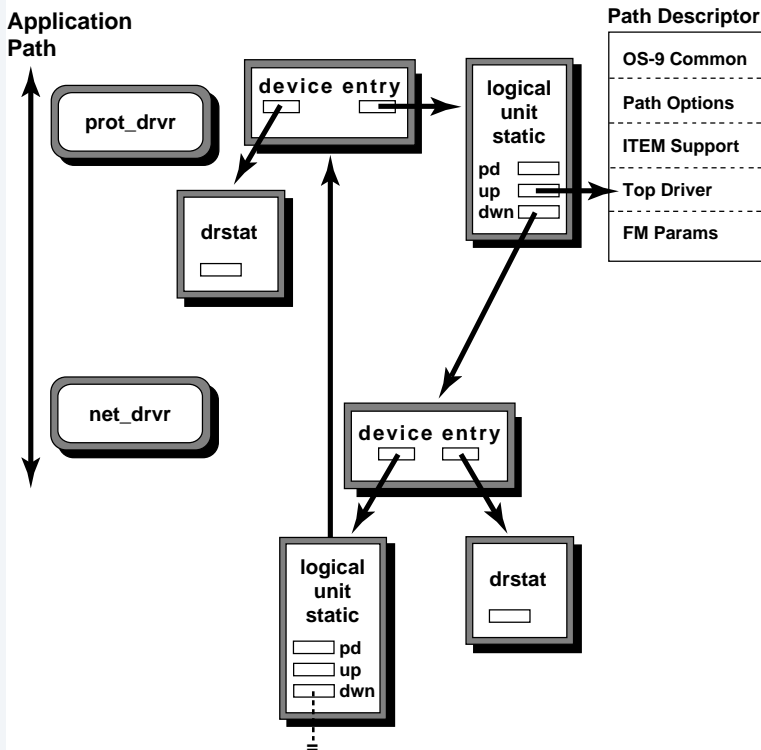 Application
Path
Path Descriptor
prot_drvr
device entry
logical
unit
static
pd
up
dwn
OS-9 Common
Path Options
ITEM Support
Top Driver
FM Params
drstat
net_drvr
device entry
logical
unit
static
pd
up
dwn
drstat